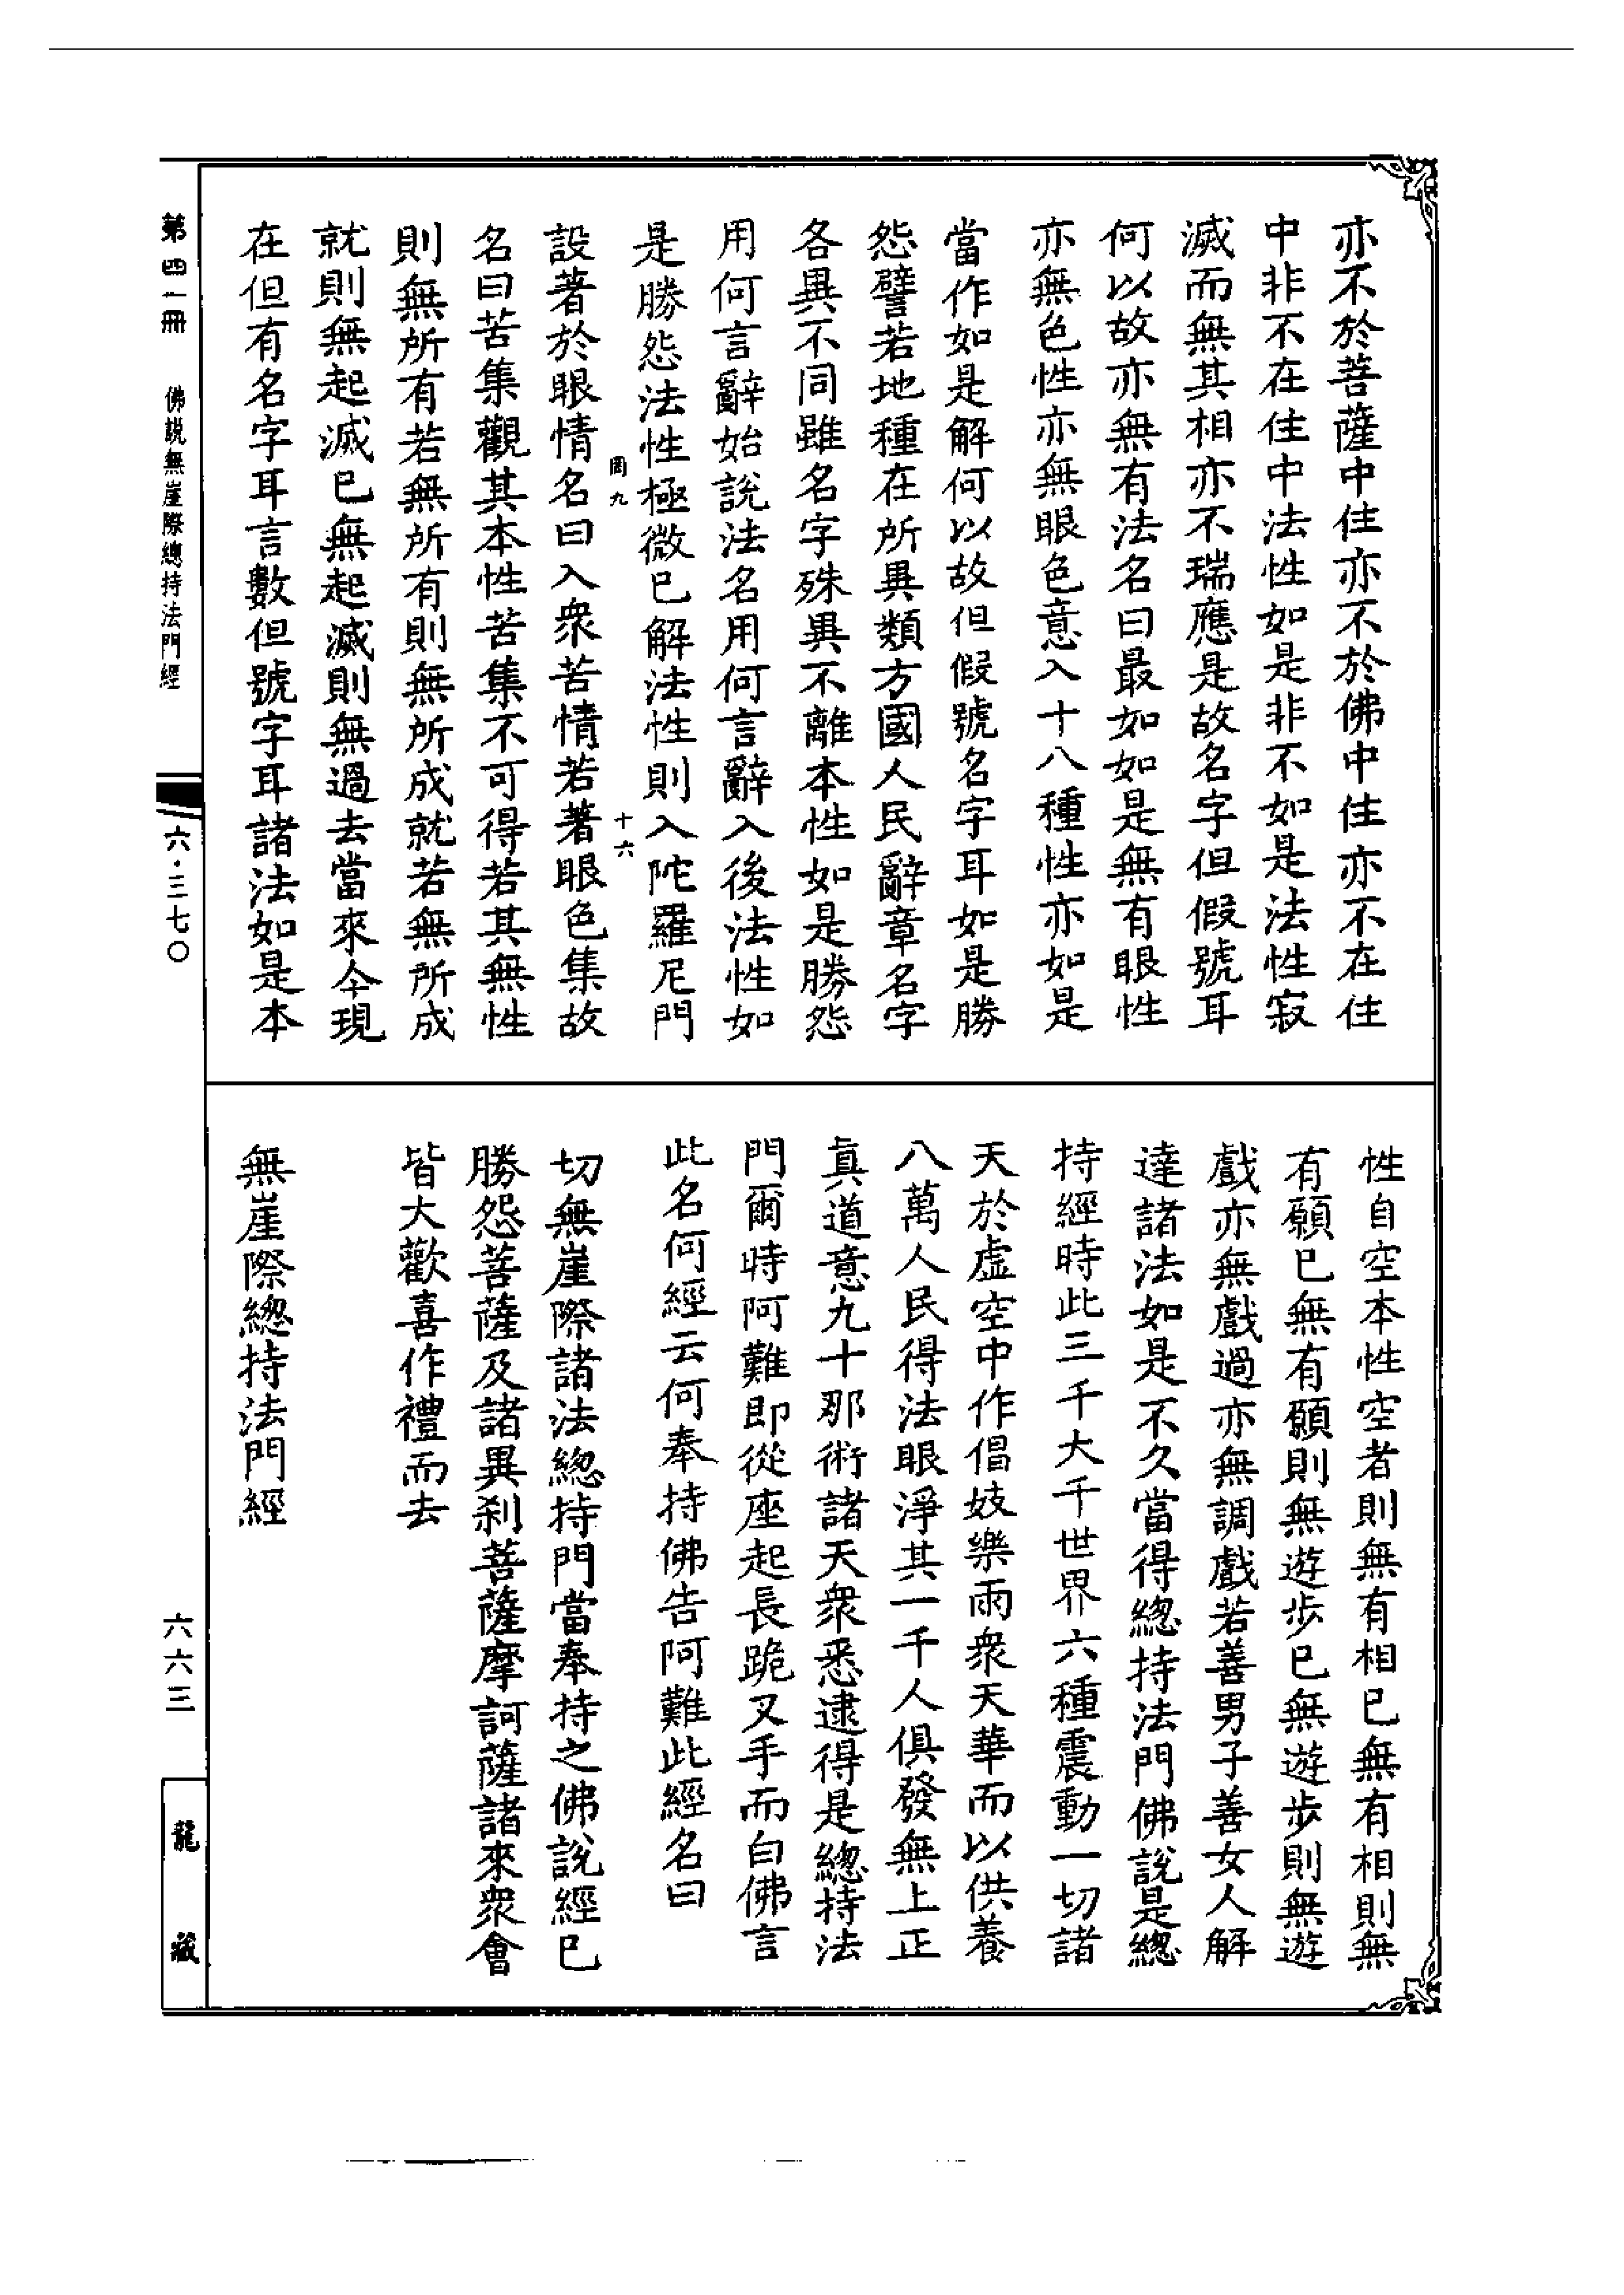 亦不於菩薩中住亦不於佛中住亦不在住
中非不在住中法性如是非不如是法性寂
滅而無其相亦不瑞應是故名字但假號耳
何以故亦無有法名曰最如如是無有眼性
亦無色性亦無眼色意入十八種性亦如是
當作如是解何以故但假號名字耳如是勝
怨譬若地種在所異類方國人民辭章名字
各異不同雖名字殊異不離本性如是勝怨
用何言辭始說法名用何言辭入後法性如
是勝怨法性極微已解法性則入陀羅尼門
罔九 十六
設著於眼情名曰入衆苦情若著眼色集故
名曰苦集觀其本性苦集不可得若其無性
則無所有若無所有則無所成就若無所成
就則無起滅已無起滅則無過去當來今現
在但有名字耳言數但號字耳諸法如是本
性自空本性空者則無有相已無有相則無
有願已無有願則無遊步已無遊步則無遊
戲亦無戲過亦無調戲若善男子善女人解
達諸法如是不久當得總持法門佛說是總
持經時此三千大千世界六種震動一切諸
天於虛空中作倡妓樂雨衆天華而以供養
八萬人民得法眼淨其一千人俱發無上正
真道意九十那術諸天衆悉逮得是總持法
門爾時阿難即從座起長跪叉手而白佛言
此名何經云何奉持佛告阿難此經名曰
切無崖際諸法總持門當奉持之佛說經已
勝怨菩薩及諸異刹菩薩摩訶薩諸來衆會
皆大歡喜作禮而去
無崖際總持法門經
第四一冊 佛説無崖際總持法門經
六·三七〇
六六三
龍藏